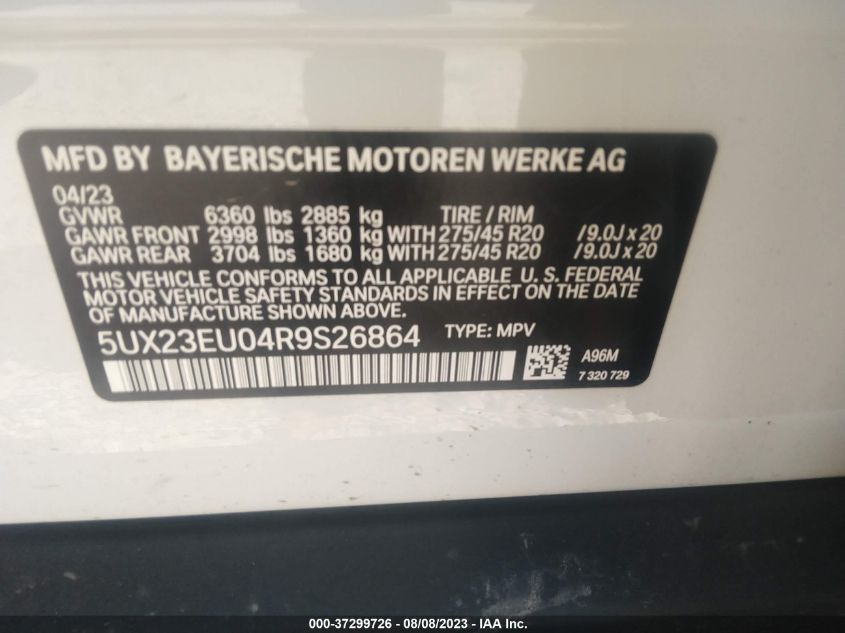 MFD BY BAYERISCHE MOTOREN WERKE AG
04/23
GVWR 6360 lbs 2885 kg TIRE / RIM
GAWR FRONT 2998 lbs 1360 kg WITH 275/45 R20 /9.0J x 20
GAWR REAR 3704 lbs 1680 kg WITH 275/45 R20 /9.0J x 20
THIS VEHICLE CONFORMS TO ALL APPLICABLE U. S. FEDERAL
MOTOR VEHICLE SAFETY STANDARDS IN EFFECT ON THE DATE
OF MANUFACTURE SHOWN ABOVE.
5UX23EU04R9S26864 TYPE: MPV
A96M
7 320 729
000-37299726 - 08/08/2023 - IAA Inc.